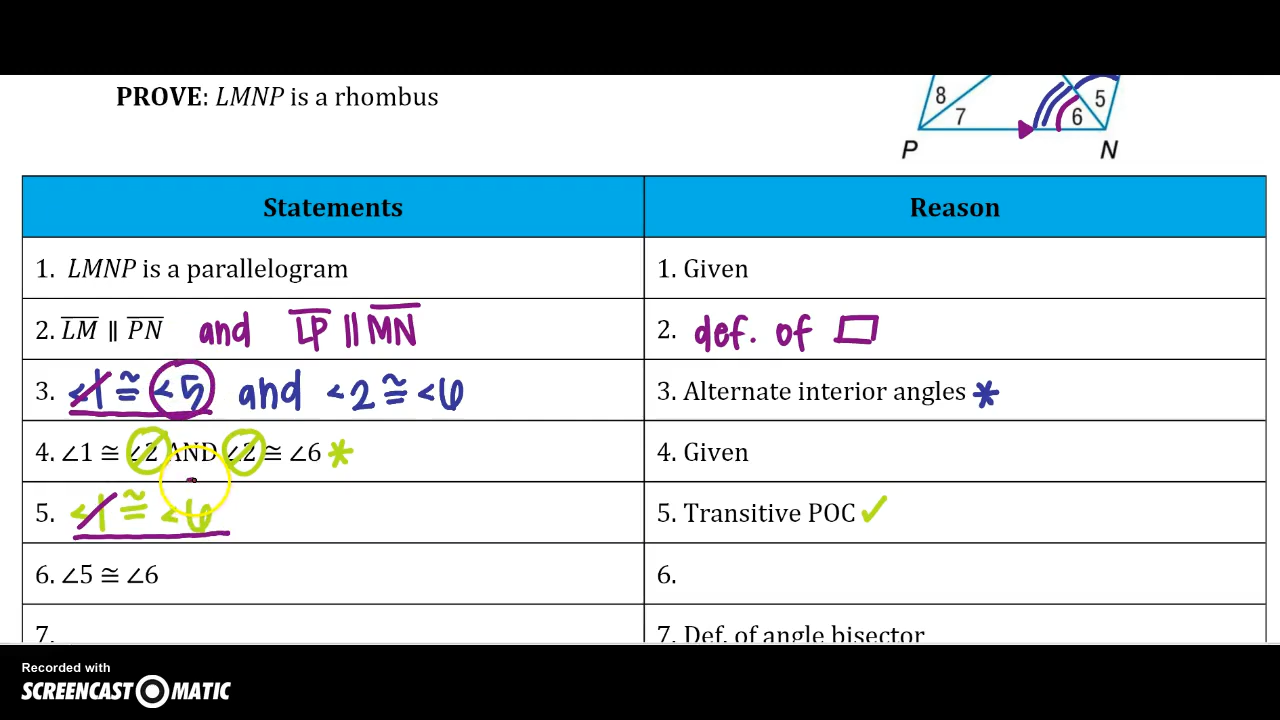 PROVE: LMNP is a rhombus
8
7
5
6
P
N
Statements
Reason
1. LMNP is a parallelogram
1. Given
2. LM ∥ PN and LP ∥ MN
2. def. of ▱
3. ∠1 ≅ ∠5 and ∠2 ≅ ∠6
3. Alternate interior angles *
4. ∠1 ≅ ∠2 AND ∠2 ≅ ∠6 *
4. Given
5. ∠1 ≅ ∠6
5. Transitive POC ✓
6. ∠5 ≅ ∠6
6.
7.
7. Def. of angle bisector
Recorded with
SCREENCAST-O-MATIC